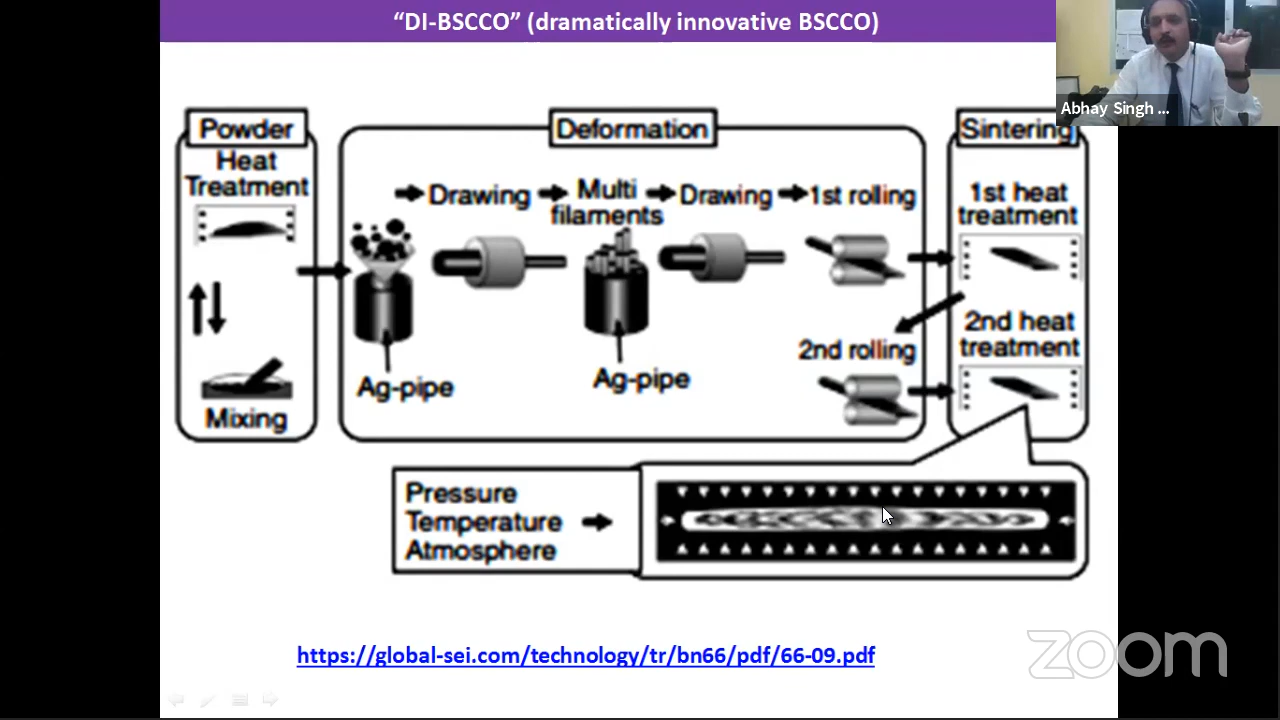 “DI-BSCCO” (dramatically innovative BSCCO)
Abhay Singh ...
Powder
Heat
Treatment
Mixing
Deformation
Drawing
Multi
filaments
Drawing
1st rolling
Ag-pipe
Ag-pipe
2nd rolling
Sintering
1st heat
treatment
2nd heat
treatment
Pressure
Temperature
Atmosphere
https://global-sei.com/technology/tr/bn66/pdf/66-09.pdf
zoom